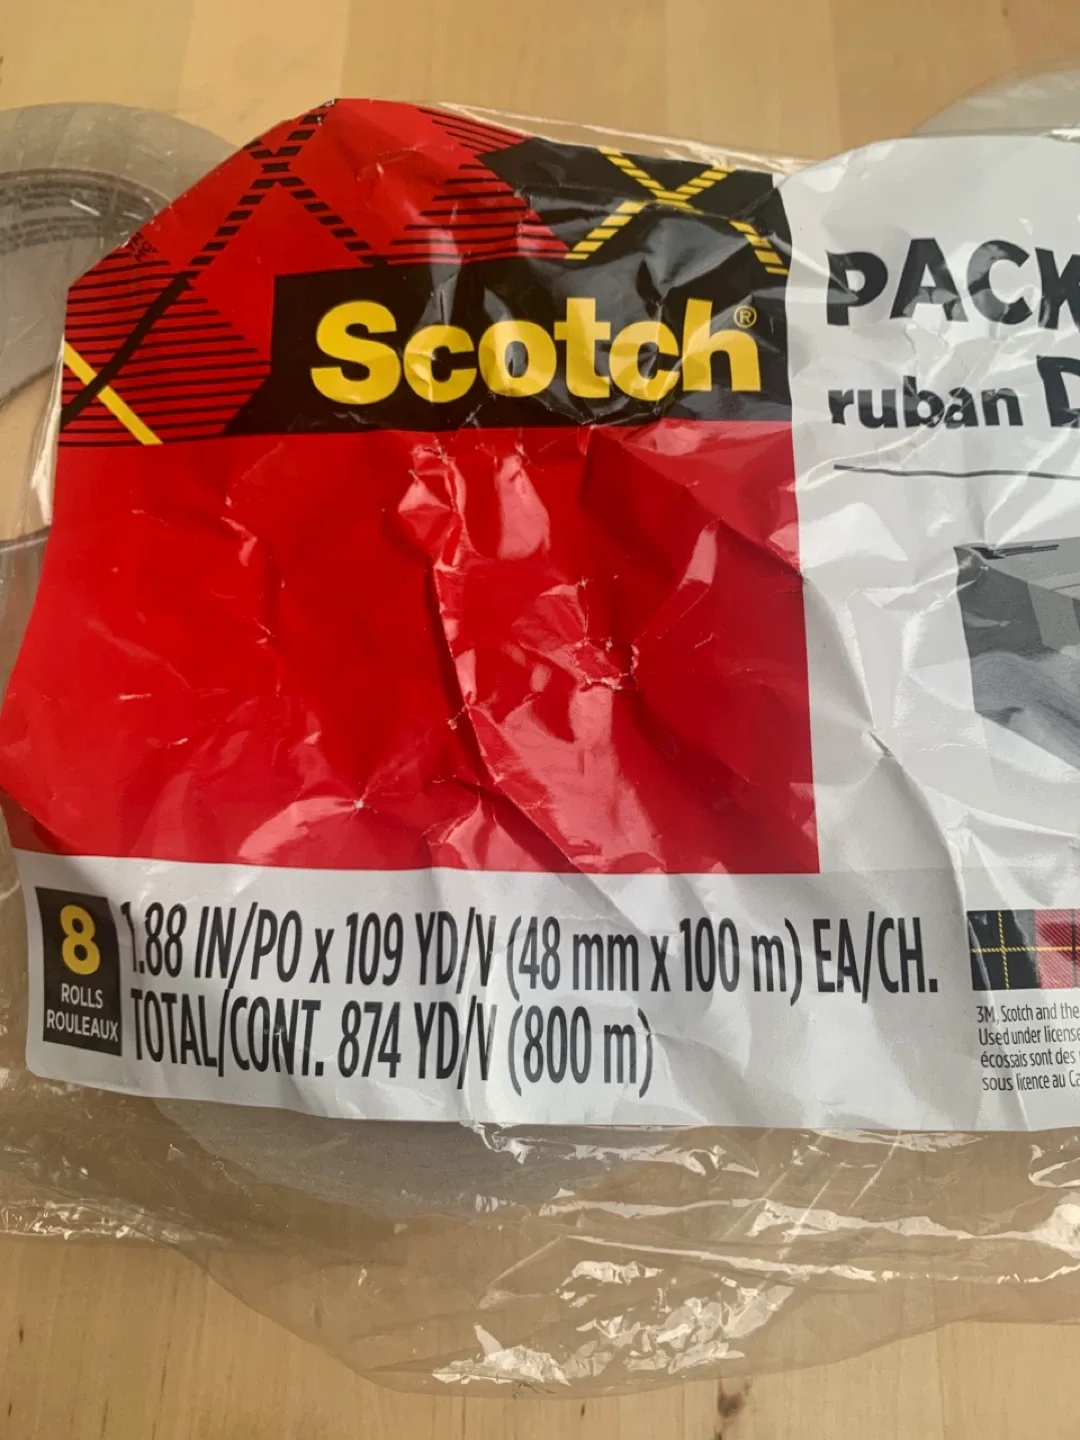 Scotch®
PACK
ruban
8
ROLLS
ROULEAUX
1.88 IN/PO x 109 YD/V (48 mm x 100 m) EA/CH.
TOTAL/CONT. 874 YD/V (800 m)
3M, Scotch and the
Used under license
écossais sont des
sous licence au Ca